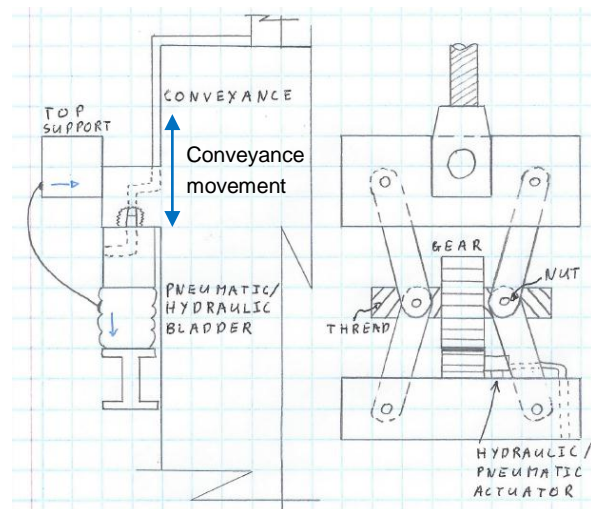 CONVEYANCE
TOP
SUPPORT
Conveyance
movement
PNEUMATIC/
HYDRAULIC
BLADDER
GEAR
NUT
THREAD
HYDRAULIC/
PNEUMATIC
ACTUATOR